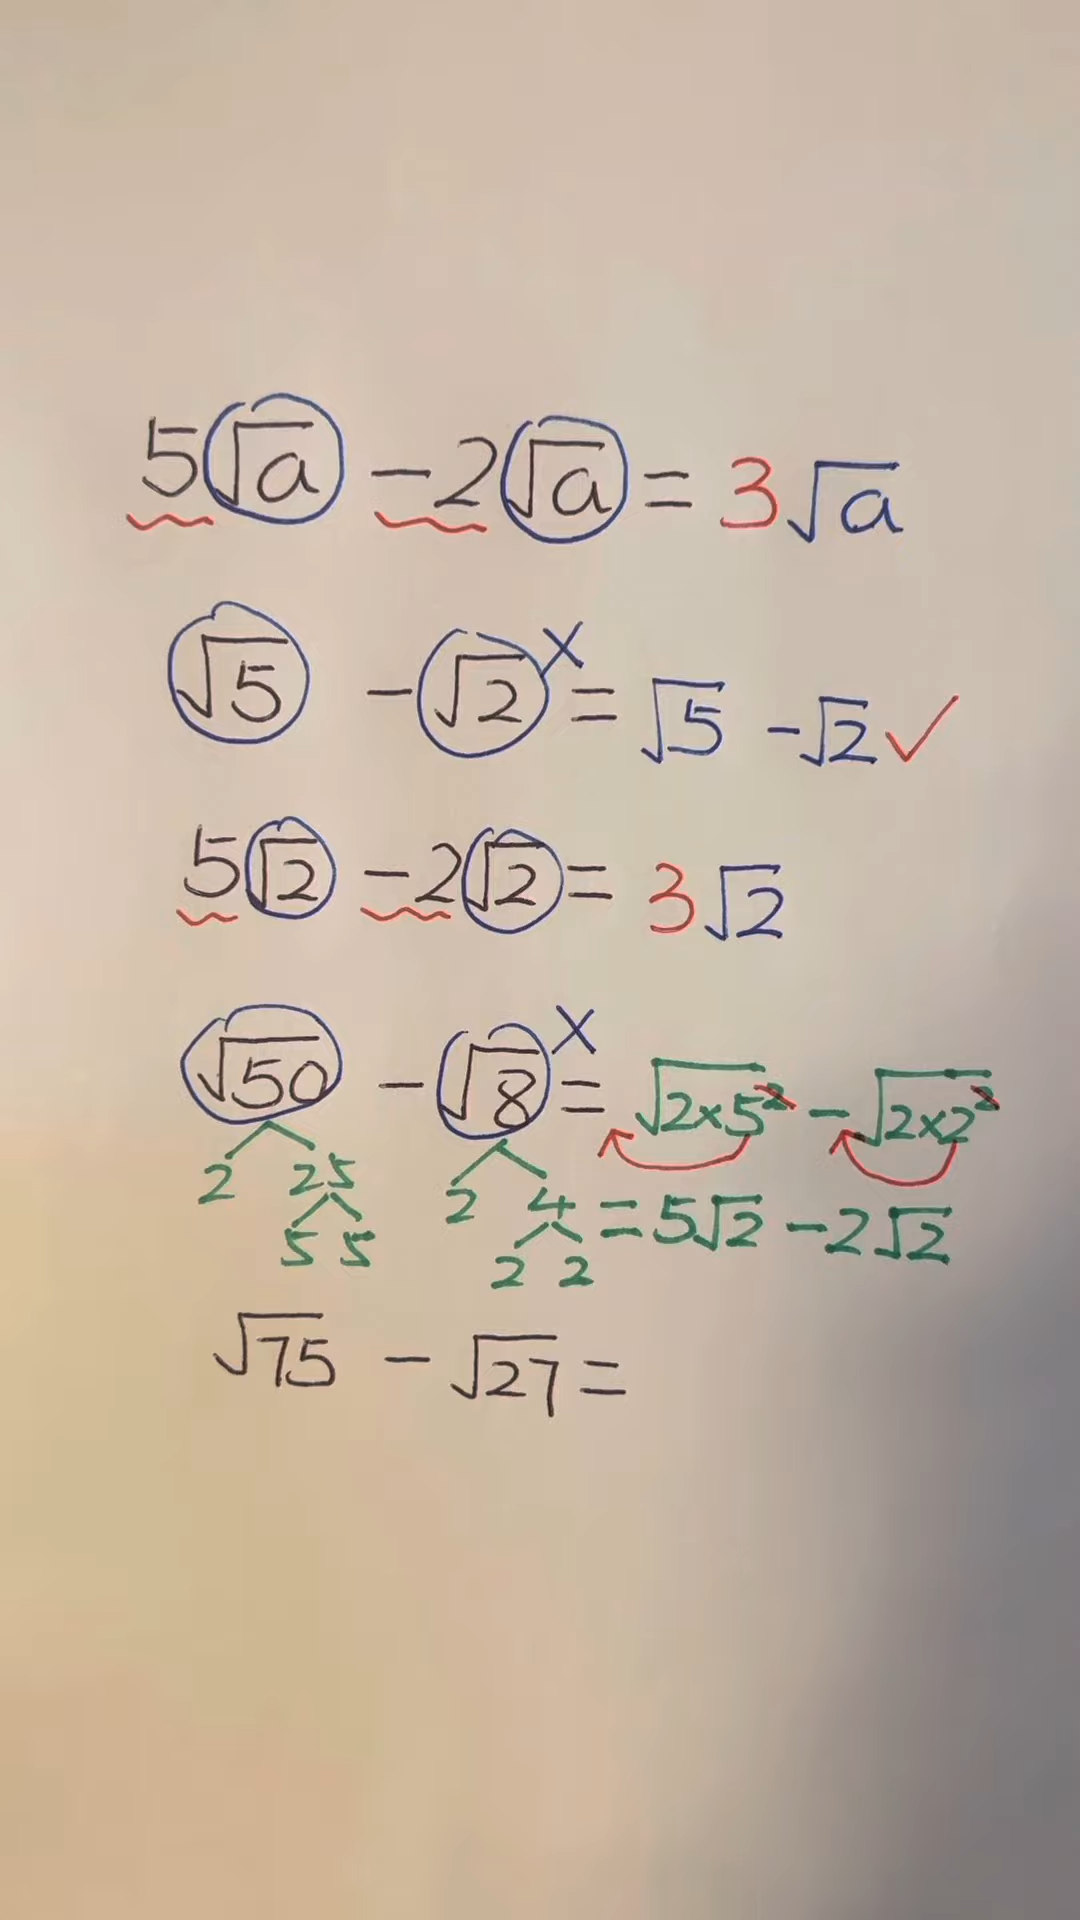 5√a - 2√a = 3√a
√5 - √2 x = √5 - √2 ✓
5√2 - 2√2 = 3√2
√50 - √8 x = √2×5² - √2×2²
2 25 2 4 = 5√2 - 2√2
5 5 2 2
√75 - √27 =